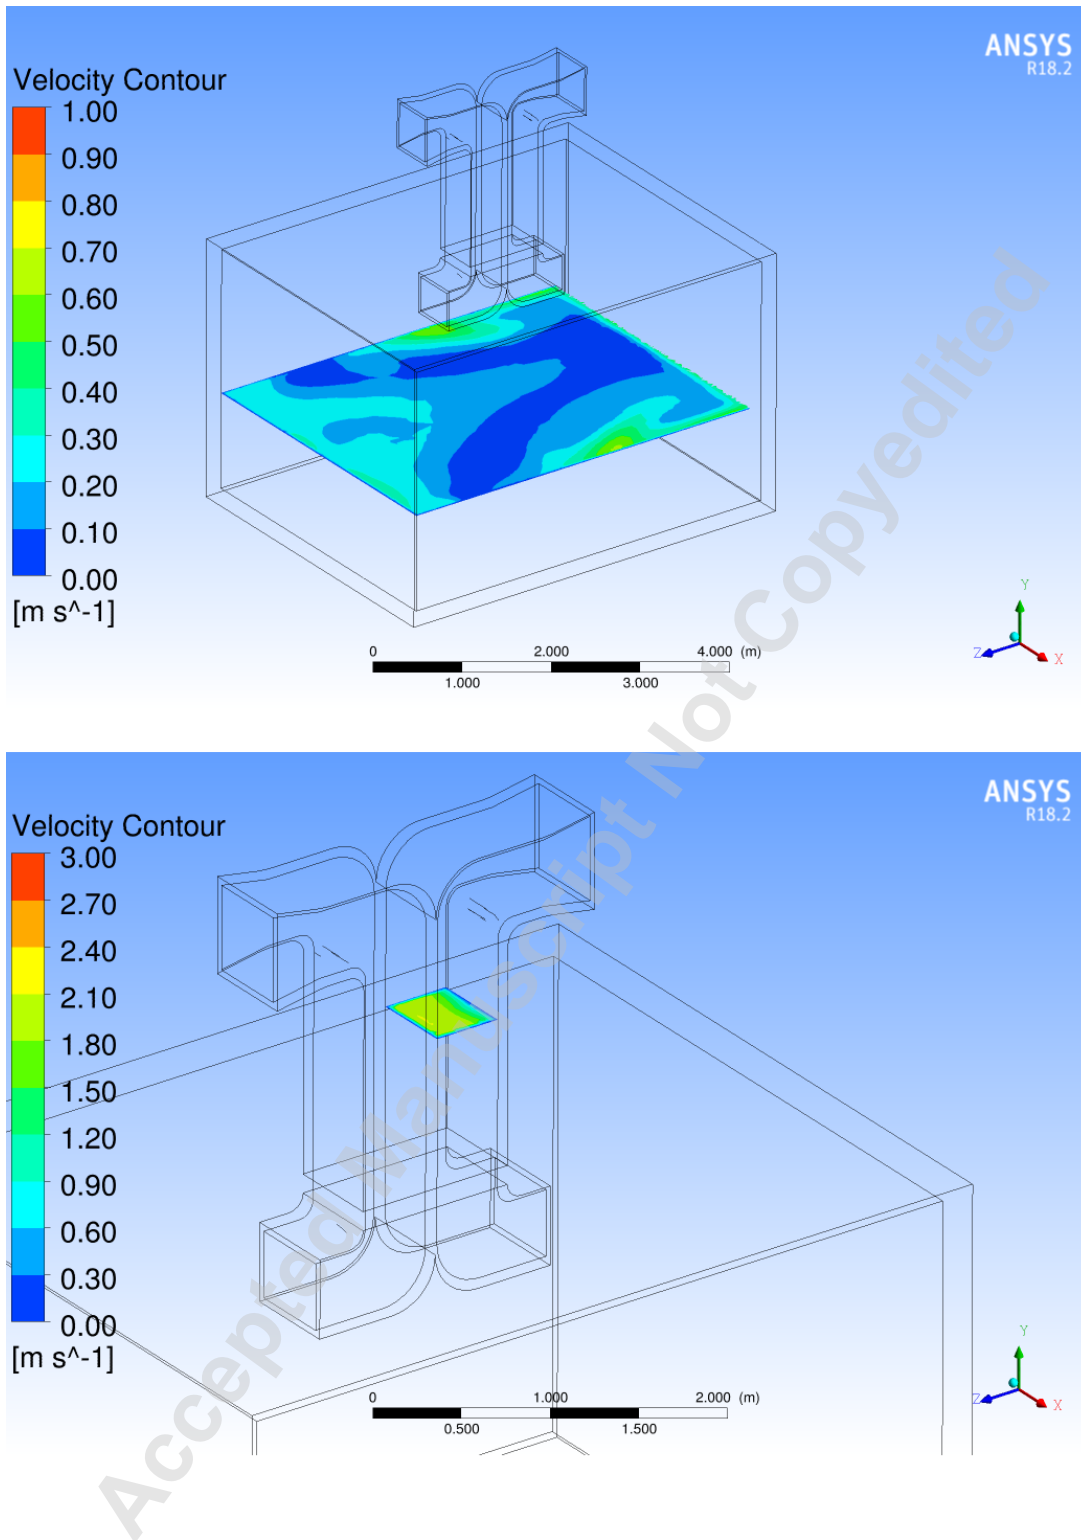 ANSYS
R18.2
Velocity Contour
1.00
0.90
0.80
0.70
0.60
0.50
0.40
0.30
0.20
0.10
0.00
[m s^-1]
Y
Z
X
0 2.000 4.000 (m)
1.000 3.000
ANSYS
R18.2
Velocity Contour
3.00
2.70
2.40
2.10
1.80
1.50
1.20
0.90
0.60
0.30
0.00
[m s^-1]
Y
Z
X
0 1.000 2.000 (m)
0.500 1.500
Accepted Manuscript Not Copyedited